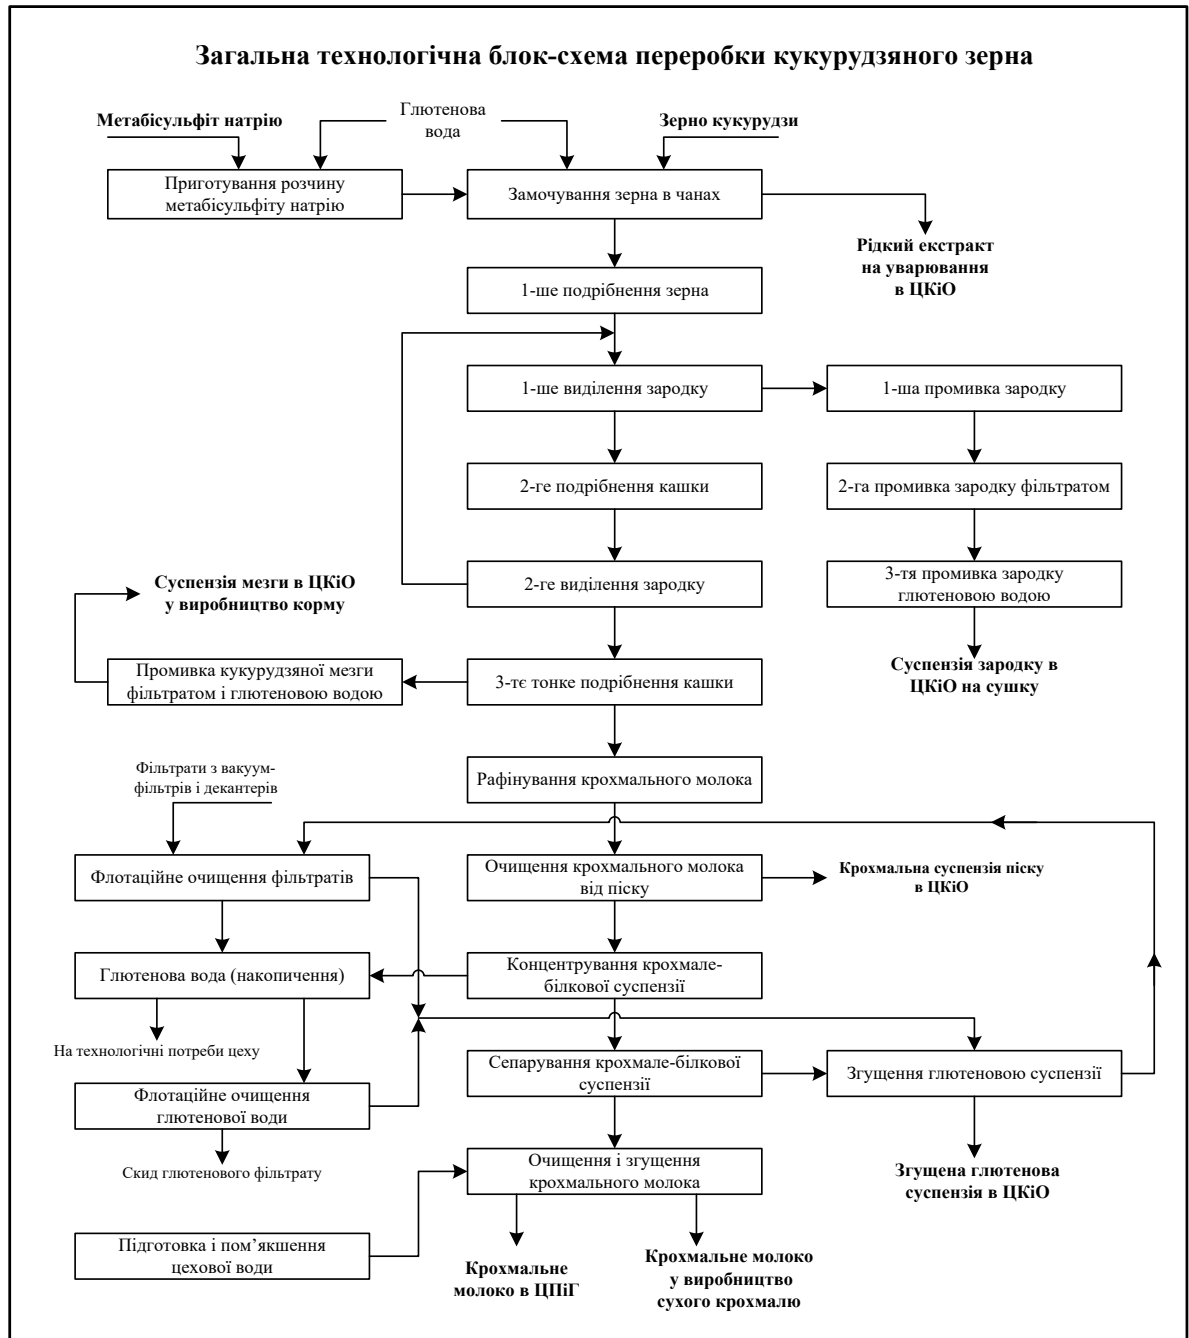 Загальна технологічна блок-схема переробки кукурудзяного зерна
Метабісульфіт натрію
Глютенова
вода
Зерно кукурудзи
Приготування розчину
метабісульфіту натрію
Замочування зерна в чанах
Рідкий екстракт
на уварювання
в ЦКіО
1-ше подрібнення зерна
1-ше виділення зародку
1-ша промивка зародку
2-ге подрібнення кашки
2-га промивка зародку фільтратом
Суспензія мезги в ЦКіО
у виробництво корму
2-ге виділення зародку
3-тя промивка зародку
глютеновою водою
Промивка кукурудзяної мезги
фільтратом і глютеновою водою
3-тє тонке подрібнення кашки
Суспензія зародку в
ЦКіО на сушку
Фільтрати з вакуум-
фільтрів і декантерів
Рафінування крохмального молока
Флотаційне очищення фільтратів
Очищення крохмального молока
від піску
Крохмальна суспензія піску
в ЦКіО
Глютенова вода (накопичення)
Концентрування крохмале-
білкової суспензії
На технологічні потреби цеху
Сепарування крохмале-білкової
суспензії
Згущення глютеновою суспензії
Флотаційне очищення
глютенової води
Скид глютенового фільтрату
Очищення і згущення
крохмального молока
Згущена глютенова
суспензія в ЦКіО
Підготовка і пом’якшення
цехової води
Крохмальне
молоко в ЦПіГ
Крохмальне молоко
у виробництво
сухого крохмалю